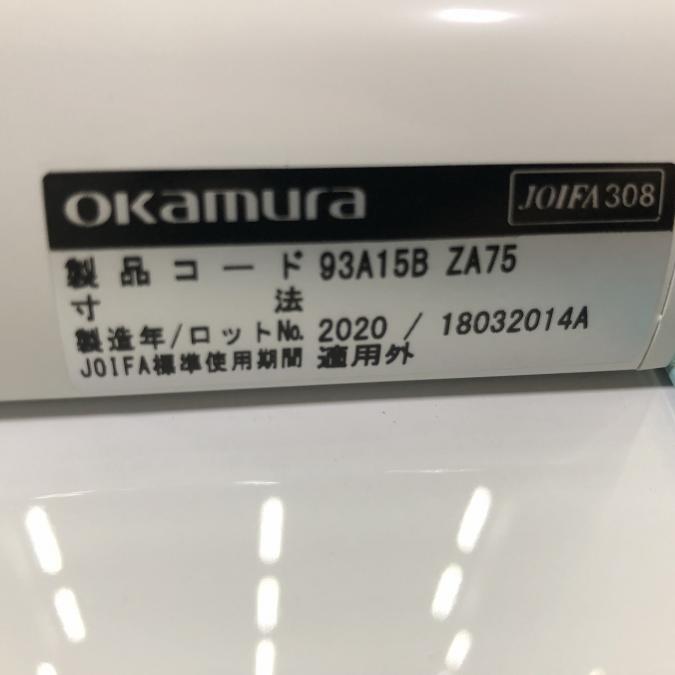 okamura JOIFA308
製品コード 93A15B ZA75
寸法
製造年/ロットNo. 2020 / 18032014A
JOIFA標準使用期間 適用外